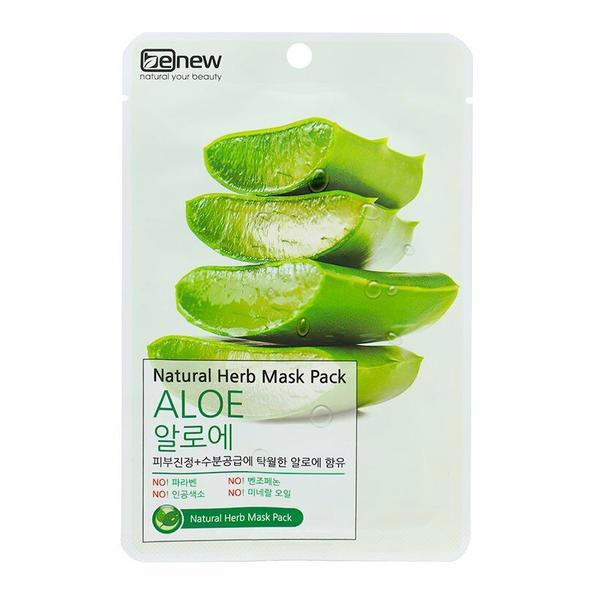 benew
natural your beauty
Natural Herb Mask Pack
ALOE
알로에
피부진정+수분공급에 탁월한 알로에 함유
NO! 파라벤 NO! 벤조페논
NO! 인공색소 NO! 미네랄 오일
Natural Herb Mask Pack